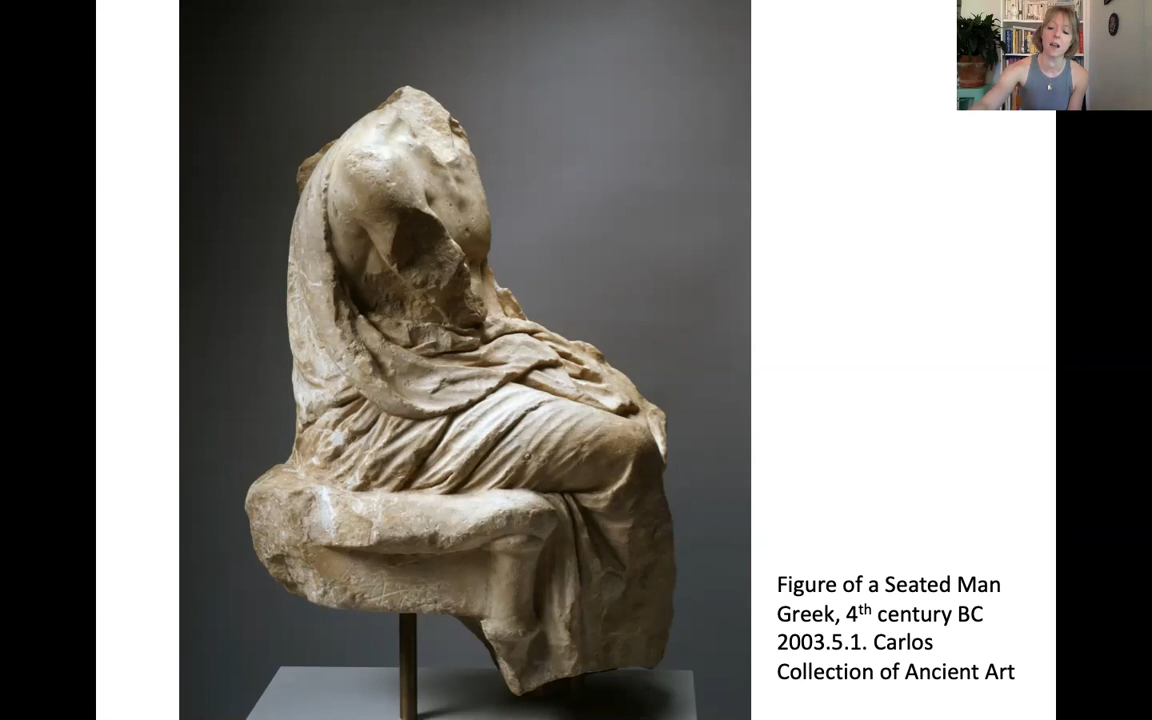 Figure of a Seated Man
Greek, 4th century BC
2003.5.1. Carlos
Collection of Ancient Art